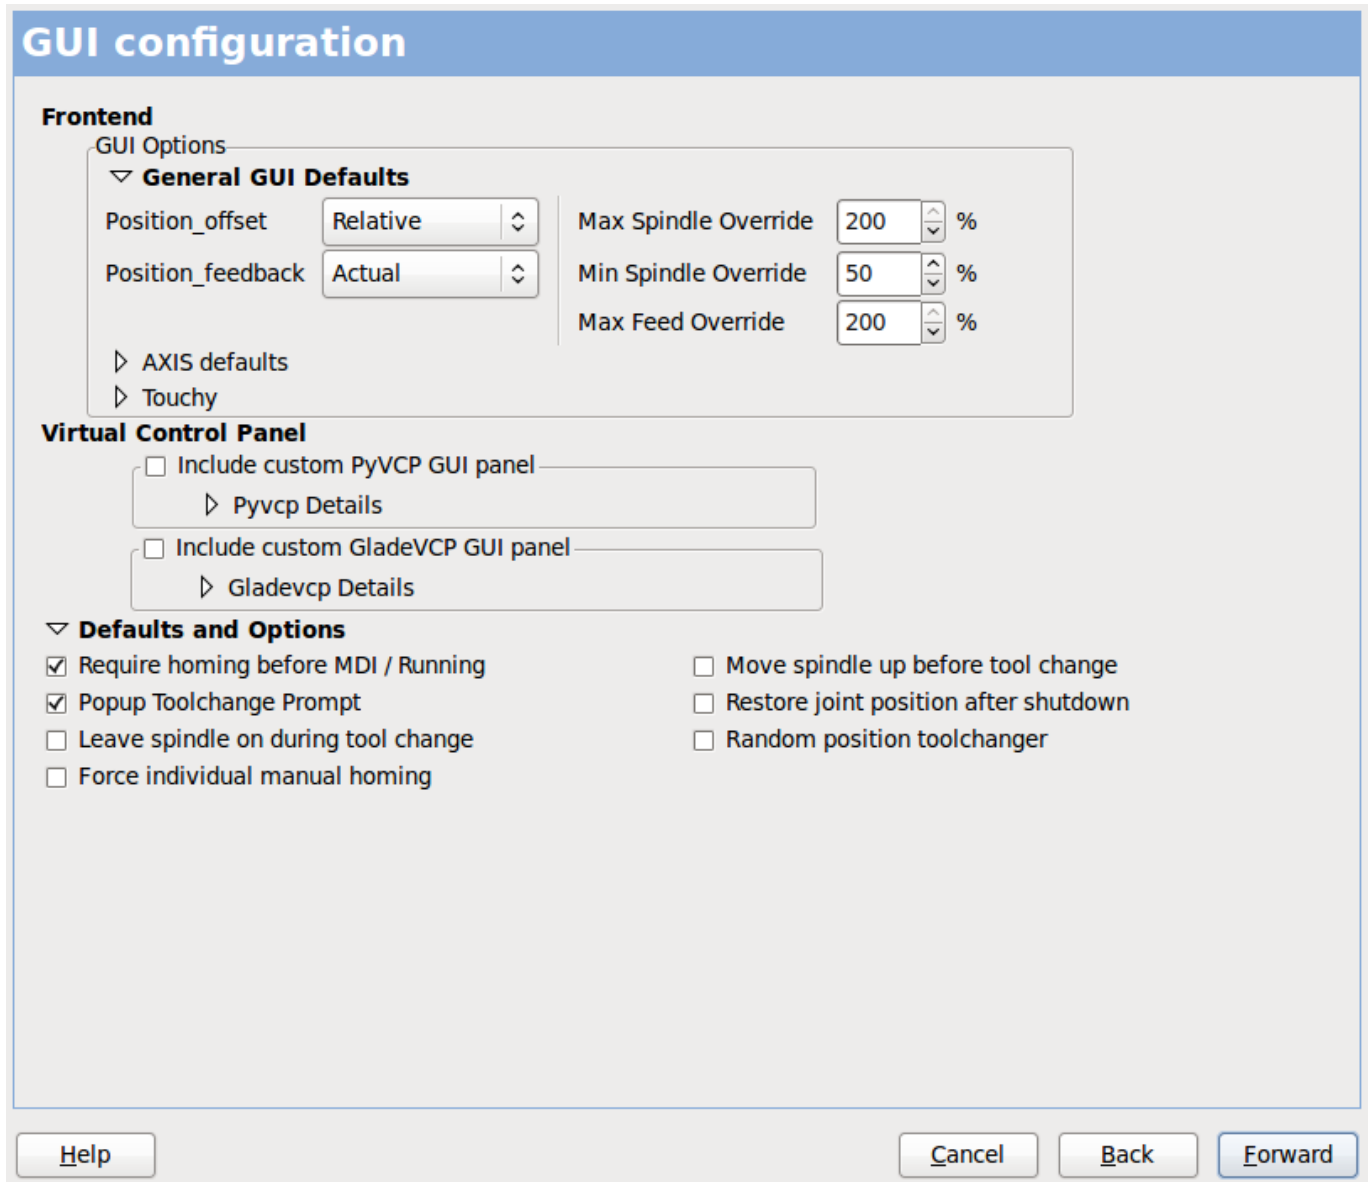 GUI configuration
Frontend
GUI Options
General GUI Defaults
Position_offset Relative Max Spindle Override 200 %
Position_feedback Actual Min Spindle Override 50 %
Max Feed Override 200 %
AXIS defaults
Touchy
Virtual Control Panel
Include custom PyVCP GUI panel
Pyvcp Details
Include custom GladeVCP GUI panel
Gladevcp Details
Defaults and Options
Require homing before MDI / Running Move spindle up before tool change
Popup Toolchange Prompt Restore joint position after shutdown
Leave spindle on during tool change Random position toolchanger
Force individual manual homing
Help Cancel Back Forward